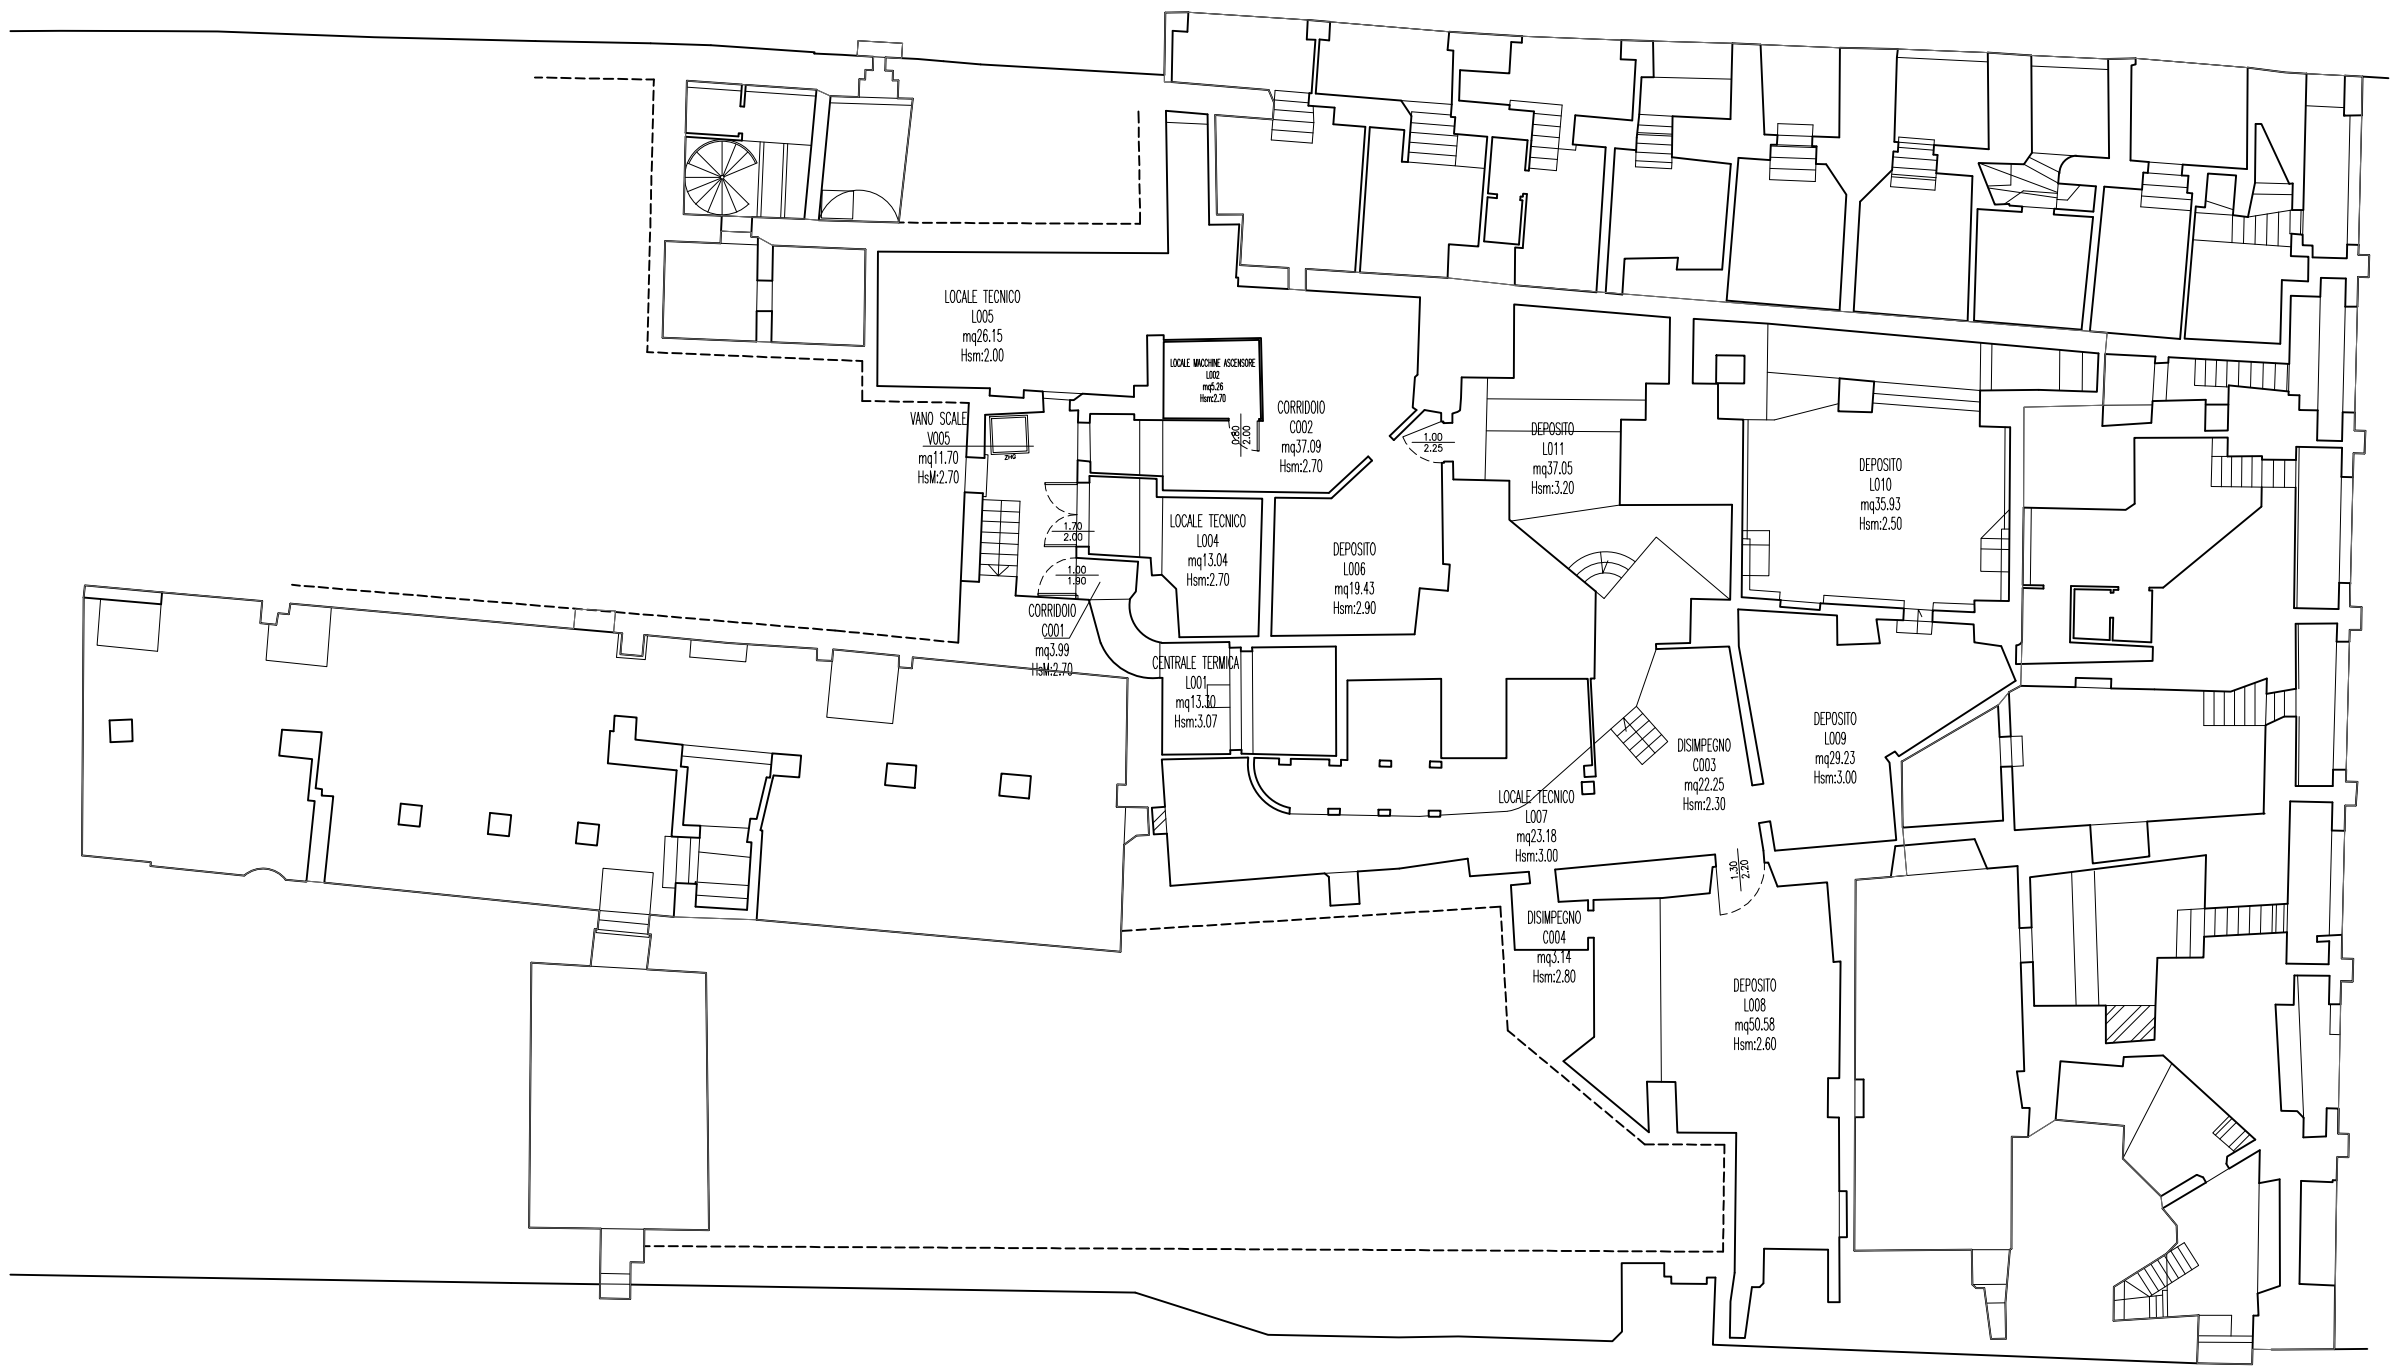 LOCALE TECNICO
L005
mq26.15
Hsm:2.00
LOCALE MACCHINE ASCENSORE
L002
mq5.26
Hsm:2.70
0.80
2.00
CORRIDOIO
C002
mq37.09
Hsm:2.70
VANO SCALE
V005
mq11.70
HsM:2.70
1.00
2.25
DEPOSITO
L011
mq37.05
Hsm:3.20
DEPOSITO
L010
mq35.93
Hsm:2.50
1.70
2.00
LOCALE TECNICO
L004
mq13.04
Hsm:2.70
DEPOSITO
L006
mq19.43
Hsm:2.90
1.00
1.90
CORRIDOIO
C001
mq3.99
HsM:2.70
CENTRALE TERMICA
L001
mq13.30
Hsm:3.07
DISIMPEGNO
C003
mq22.25
Hsm:2.30
DEPOSITO
L009
mq29.23
Hsm:3.00
LOCALE TECNICO
L007
mq23.18
Hsm:3.00
1.30
2.20
DISIMPEGNO
C004
mq3.14
Hsm:2.80
DEPOSITO
L008
mq50.58
Hsm:2.60